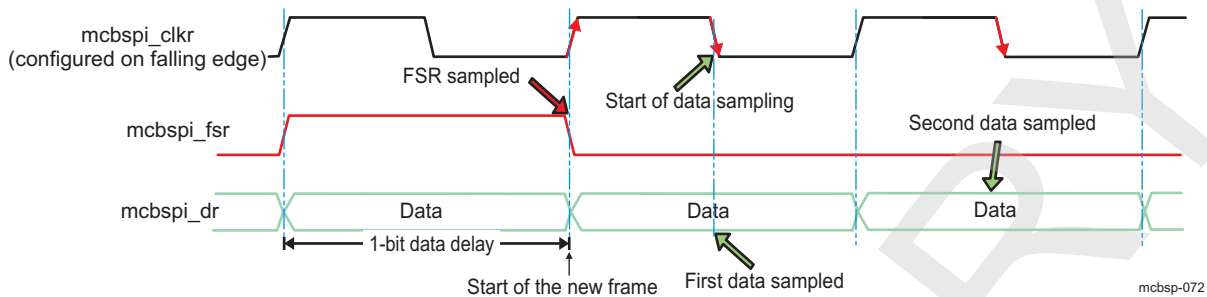 mcbspi_clkr
(configured on falling edge)
FSR sampled
Start of data sampling
mcbspi_fsr
Second data sampled
mcbspi_dr
Data
Data
Data
1-bit data delay
Start of the new frame
First data sampled
mcbsp-072